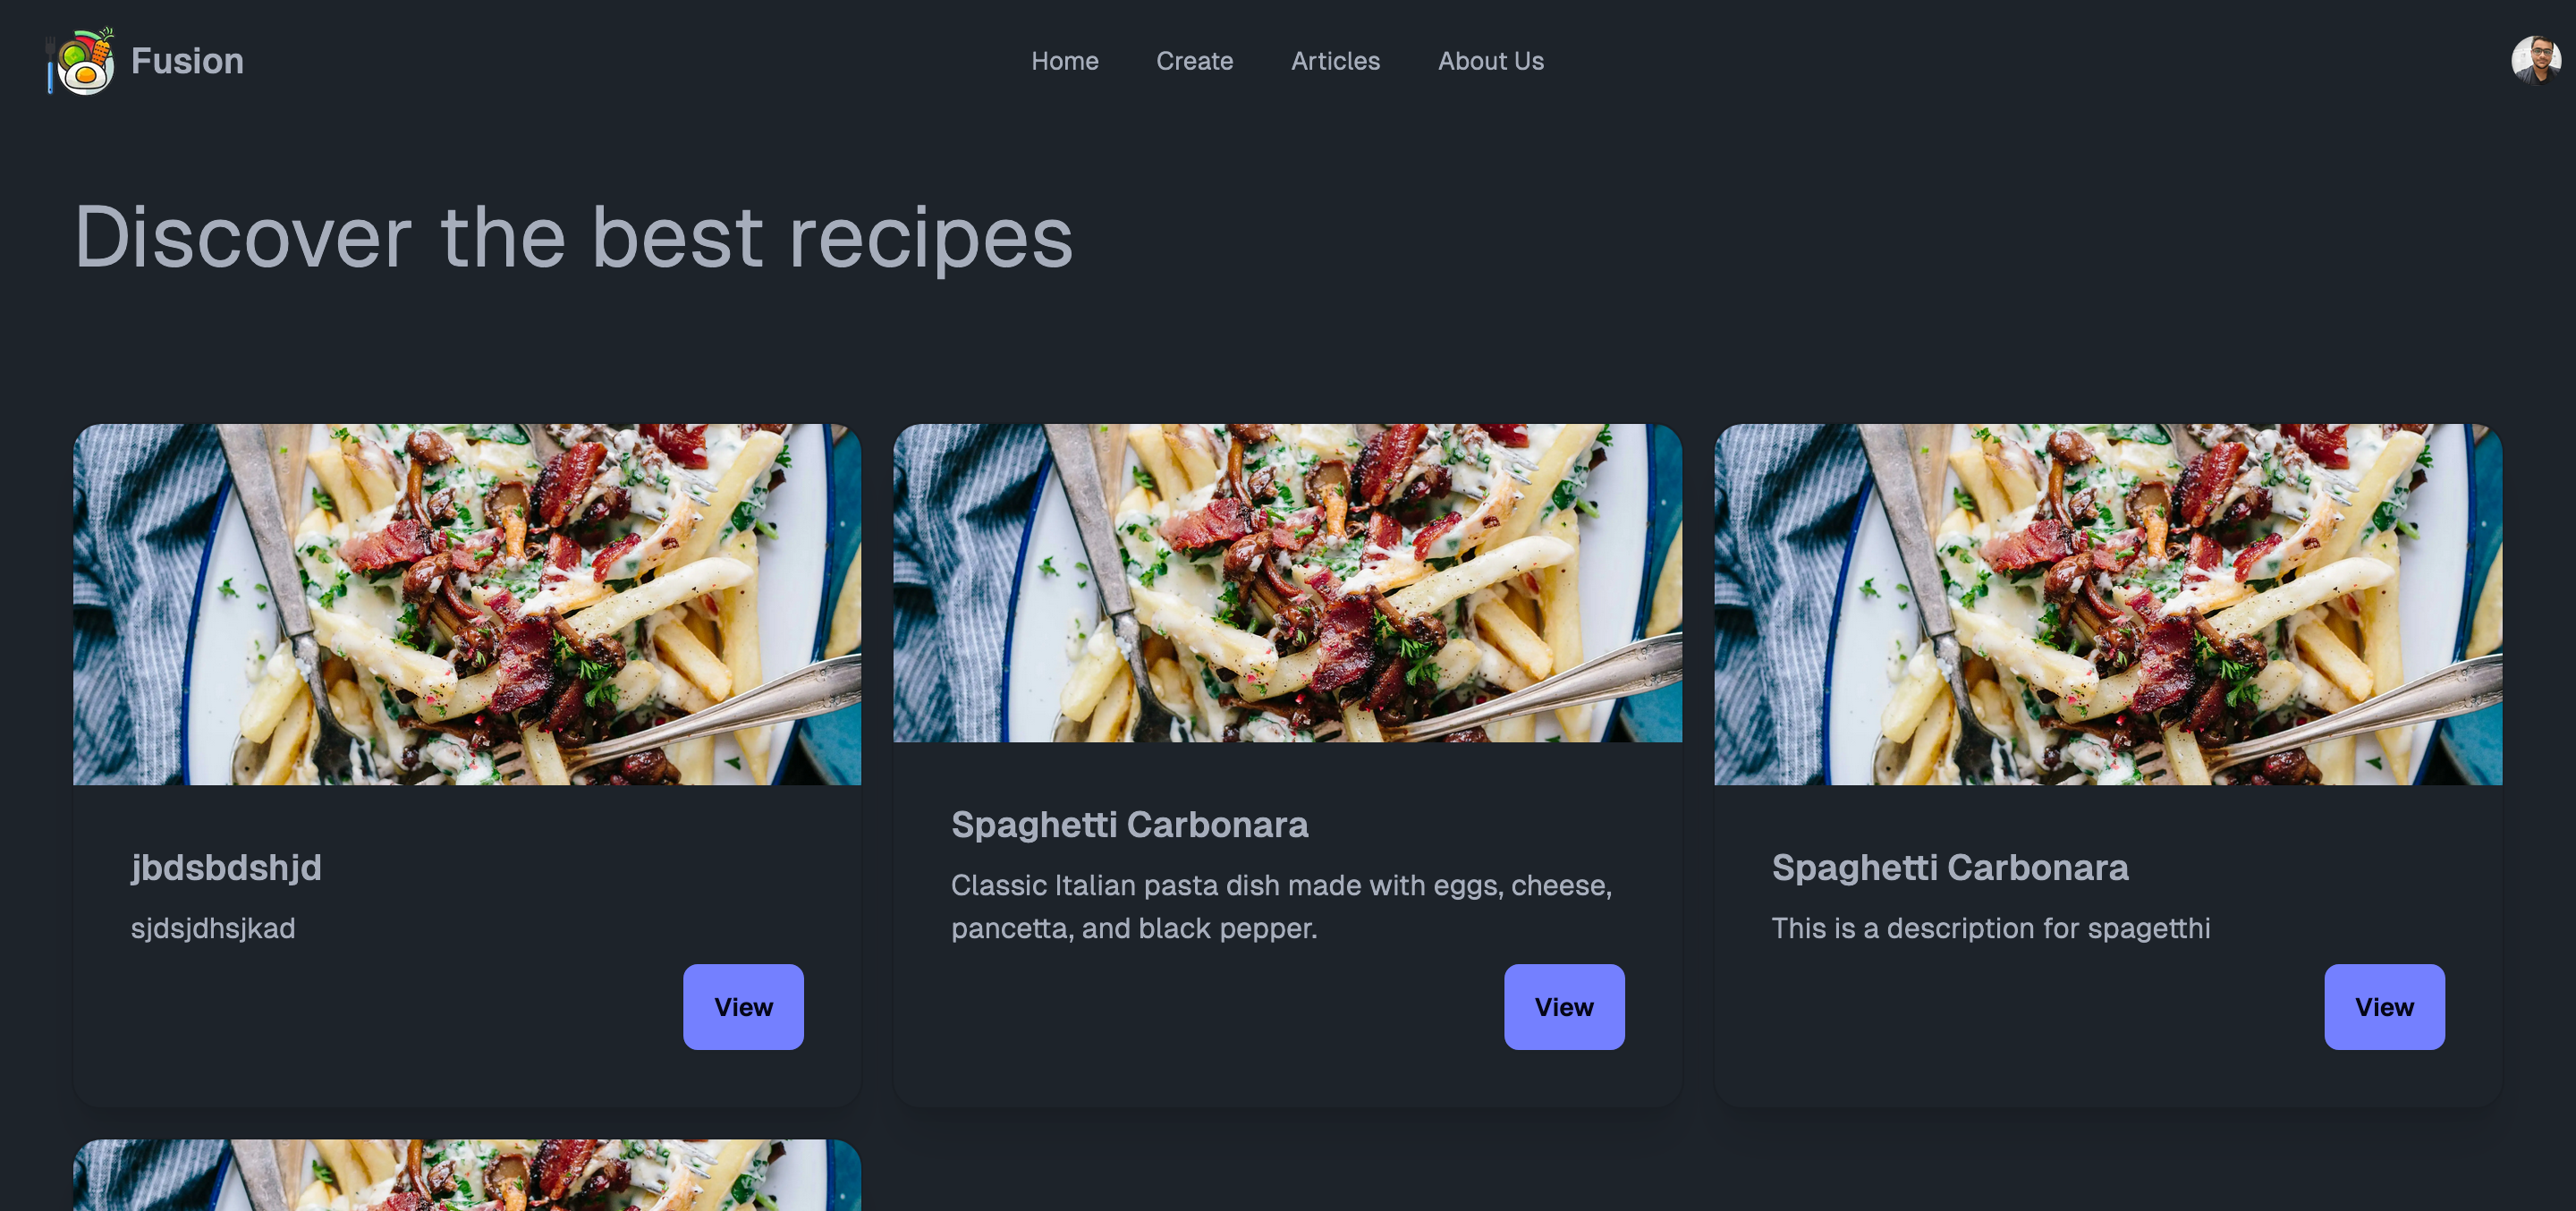 Fusion
Home
Create
Articles
About Us
Discover the best recipes
jbdsbdshjd
sjdsjdhsjkad
View
Spaghetti Carbonara
Classic Italian pasta dish made with eggs, cheese,
pancetta, and black pepper.
View
Spaghetti Carbonara
This is a description for spagetthi
View